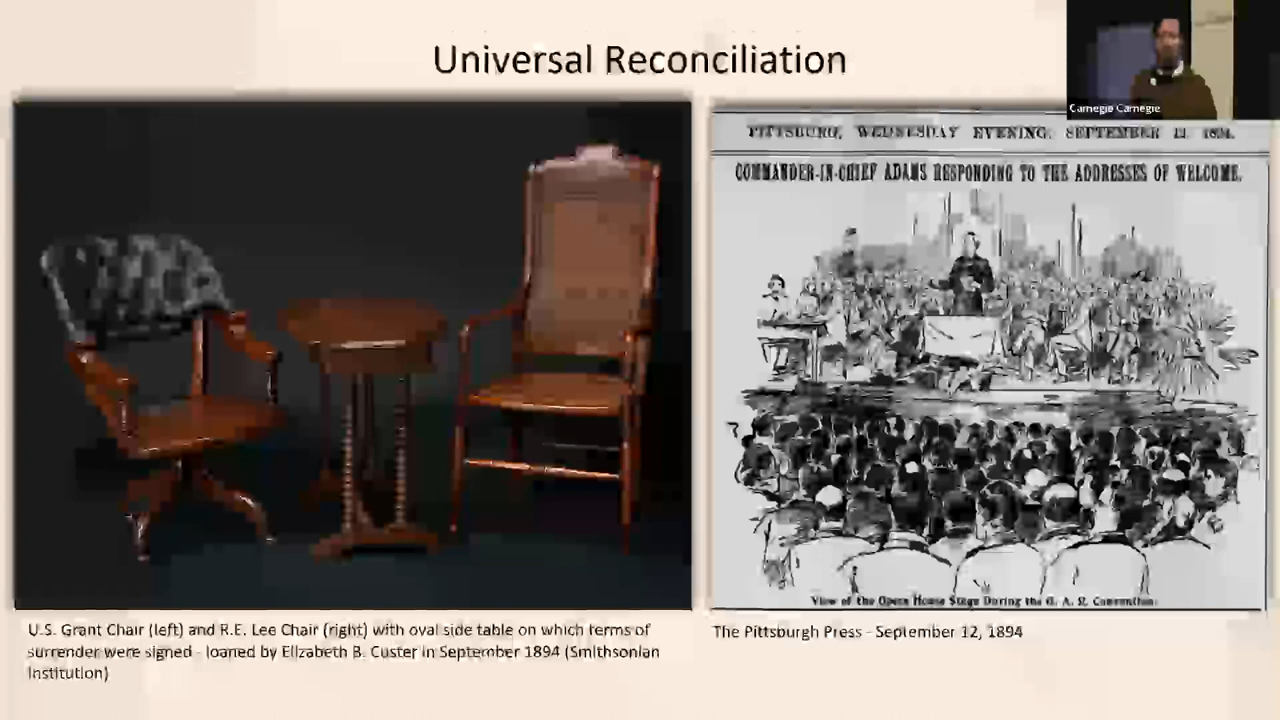 Universal Reconciliation
Carnegie Carnegie
PITTSBURG, WEDNESDAY EVENING, SEPTEMBER 12, 1894.
COMMANDER-IN-CHIEF ADAMS RESPONDING TO THE ADDRESSES OF WELCOME.
View of the Opera House Stage During the G. A. R. Convention.
U.S. Grant Chair (left) and R.E. Lee Chair (right) with oval side table on which terms of
surrender were signed - loaned by Elizabeth B. Custer in September 1894 (Smithsonian
Institution)
The Pittsburgh Press - September 12, 1894